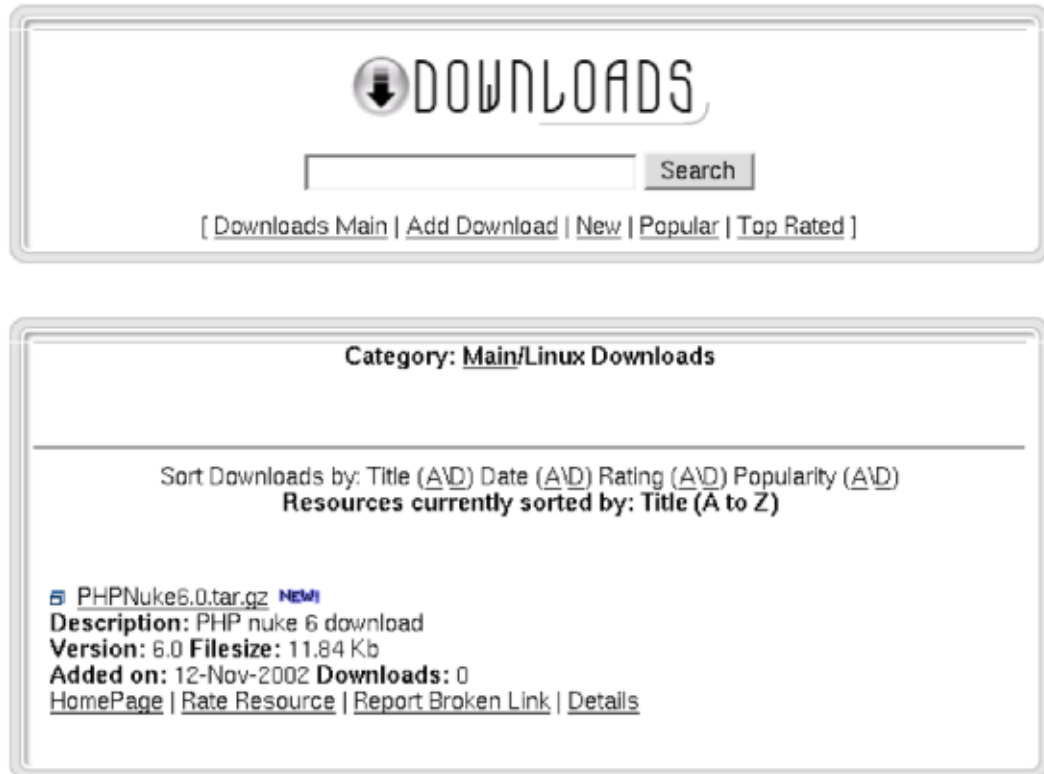 DOWNLOADS
Search
[ Downloads Main | Add Download | New | Popular | Top Rated ]
Category: Main/Linux Downloads
Sort Downloads by: Title (A\D) Date (A\D) Rating (A\D) Popularity (A\D)
Resources currently sorted by: Title (A to Z)
PHPNuke6.0.tar.gz NEW!
Description: PHP nuke 6 download
Version: 6.0 Filesize: 11.84 Kb
Added on: 12-Nov-2002 Downloads: 0
HomePage | Rate Resource | Report Broken Link | Details